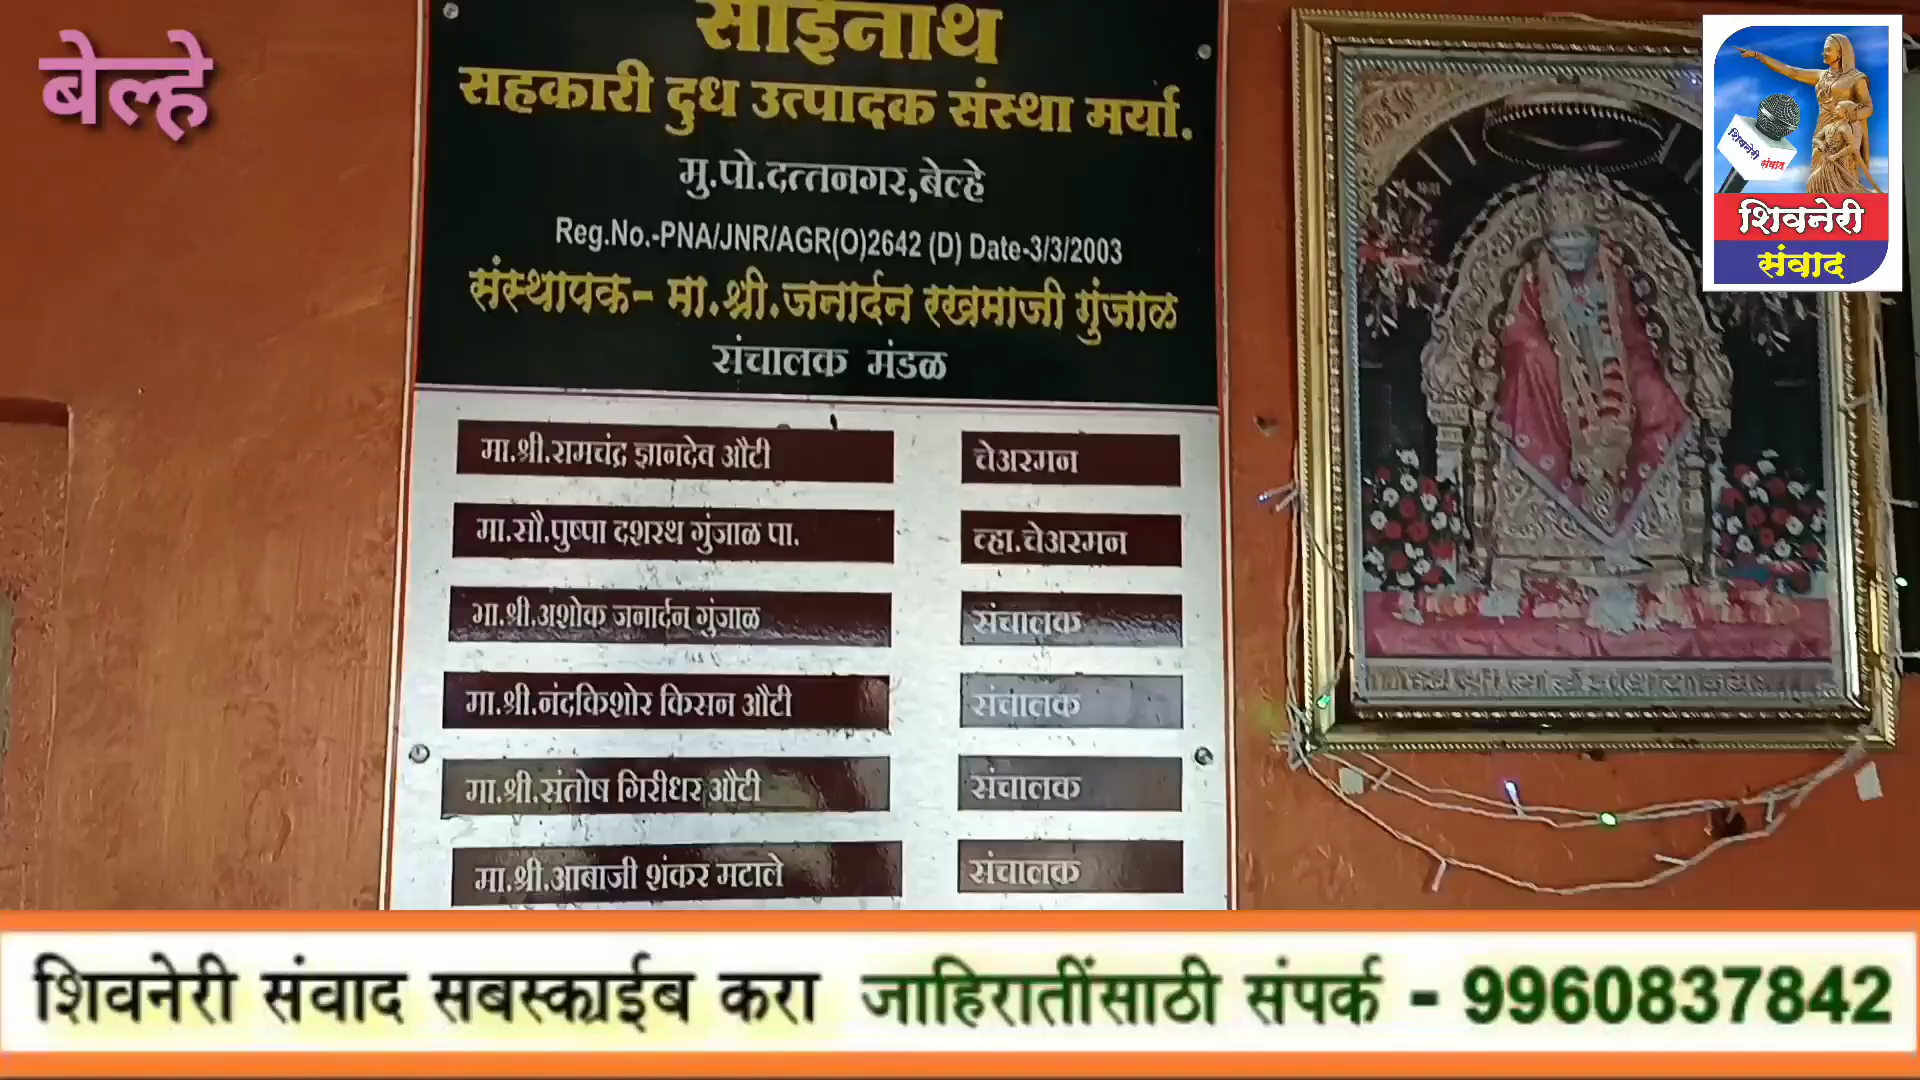 बेल्हे
साईनाथ
सहकारी दुध उत्पादक संस्था मर्या.
मु.पो.दत्तनगर,बेल्हे
Reg.No.-PNA/JNR/AGR(O)2642 (D) Date-3/3/2003
संस्थापक- मा.श्री.जनार्दन रखमाजी गुंजाळ
संचालक मंडळ
मा.श्री.रामचंद्र ज्ञानदेव औटी चेअरमन
मा.सौ.पुष्पा दशरथ गुंजाळ पा. व्हा.चेअरमन
मा.श्री.अशोक जनार्दन गुंजाळ संचालक
मा.श्री.नंदकिशोर किसन औटी संचालक
मा.श्री.संतोष गिरीधर औटी संचालक
मा.श्री.आबाजी शंकर मटाले संचालक
शिवनेरी संवाद
शिवनेरी
संवाद
शिवनेरी संवाद सबस्क्राईब करा जाहिरातींसाठी संपर्क - 9960837842